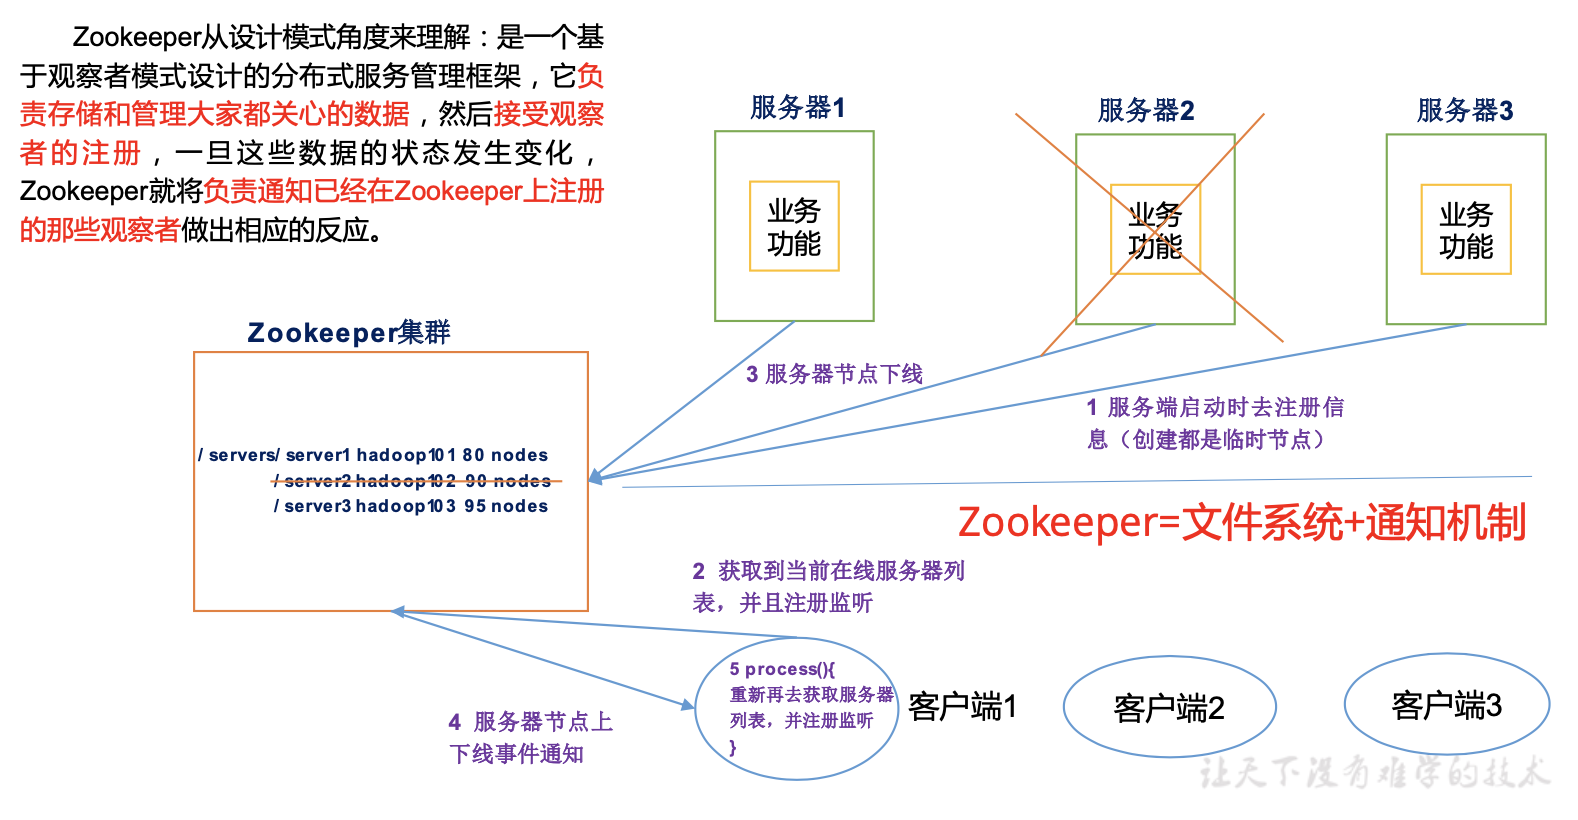 Zookeeper从设计模式角度来理解：是一个基
于观察者模式设计的分布式服务管理框架，它负
责存储和管理大家都关心的数据，然后接受观察
者的注册，一旦这些数据的状态发生变化，
Zookeeper就将负责通知已经在Zookeeper上注册
的那些观察者做出相应的反应。
服务器1
服务器2
服务器3
业务
功能
业务
功能
业务
功能
Zookeeper集群
3 服务器节点下线
1 服务端启动时去注册信
息（创建都是临时节点）
/ servers/ server1 hadoop101 80 nodes
/ server2 hadoop102 90 nodes
/ server3 hadoop103 95 nodes
Zookeeper=文件系统+通知机制
2 获取到当前在线服务器列
表，并且注册监听
5 process(){
重新再去获取服务器
列表，并注册监听
}
客户端1
客户端2
客户端3
4 服务器节点上
下线事件通知
让天下没有难学的技术